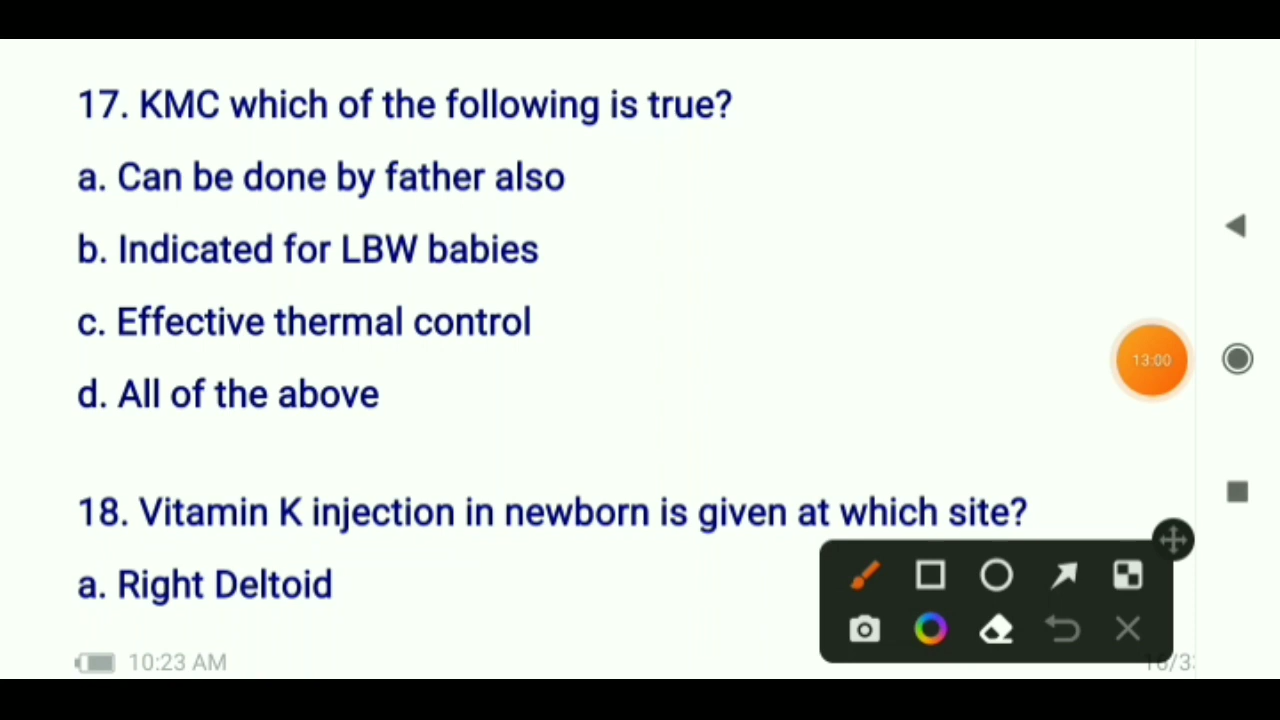 17. KMC which of the following is true?
a. Can be done by father also
b. Indicated for LBW babies
c. Effective thermal control
d. All of the above
13:00
18. Vitamin K injection in newborn is given at which site?
a. Right Deltoid
10:23 AM